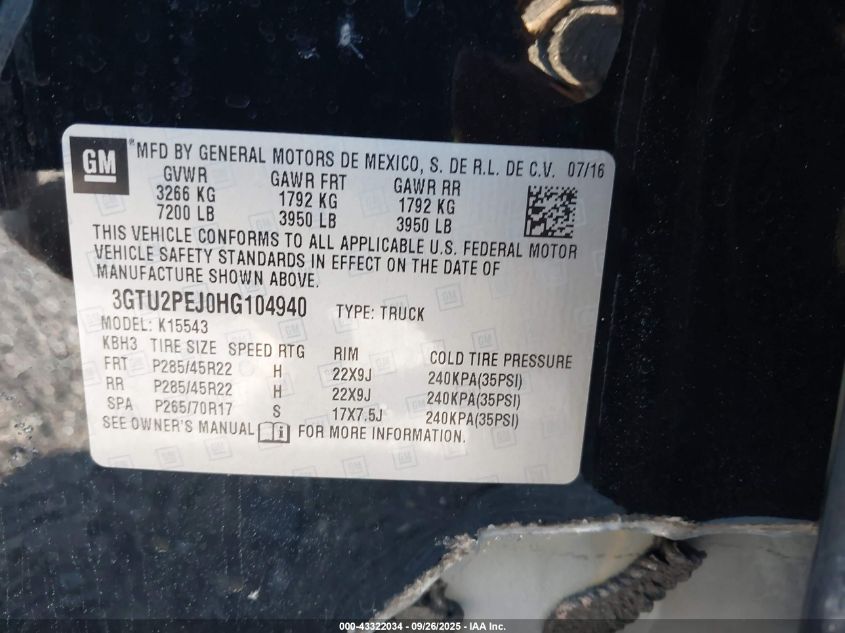 GM
*MFD BY GENERAL MOTORS DE MEXICO, S. DE R.L. DE C.V. 07/16
GVWR GAWR FRT GAWR RR
3266 KG 1792 KG 1792 KG
7200 LB 3950 LB 3950 LB
THIS VEHICLE CONFORMS TO ALL APPLICABLE U.S. FEDERAL MOTOR
VEHICLE SAFETY STANDARDS IN EFFECT ON THE DATE OF
MANUFACTURE SHOWN ABOVE.
3GTU2PEJ0HG104940 TYPE: TRUCK
MODEL: K15543
KBH3 TIRE SIZE SPEED RTG RIM COLD TIRE PRESSURE
FRT P285/45R22 H 22X9J 240KPA(35PSI)
RR P285/45R22 H 22X9J 240KPA(35PSI)
SPA P265/70R17 S 17X7.5J 240KPA(35PSI)
SEE OWNER'S MANUAL FOR MORE INFORMATION.
000-43322034 - 09/26/2025 - IAA Inc.